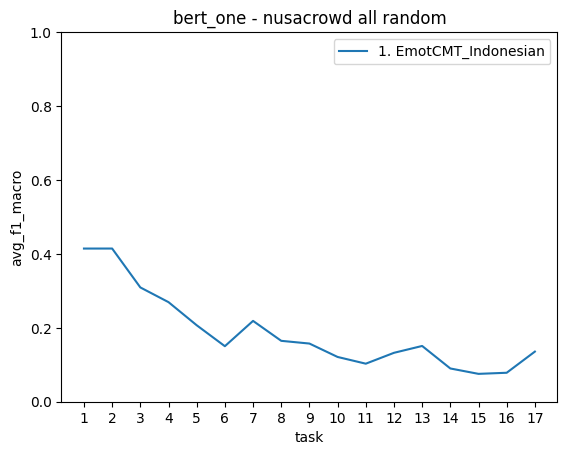 bert_one - nusacrowd all random
1. EmotCMT_Indonesian
avg_f1_macro
1.0
0.8
0.6
0.4
0.2
0.0
1 2 3 4 5 6 7 8 9 10 11 12 13 14 15 16 17
task